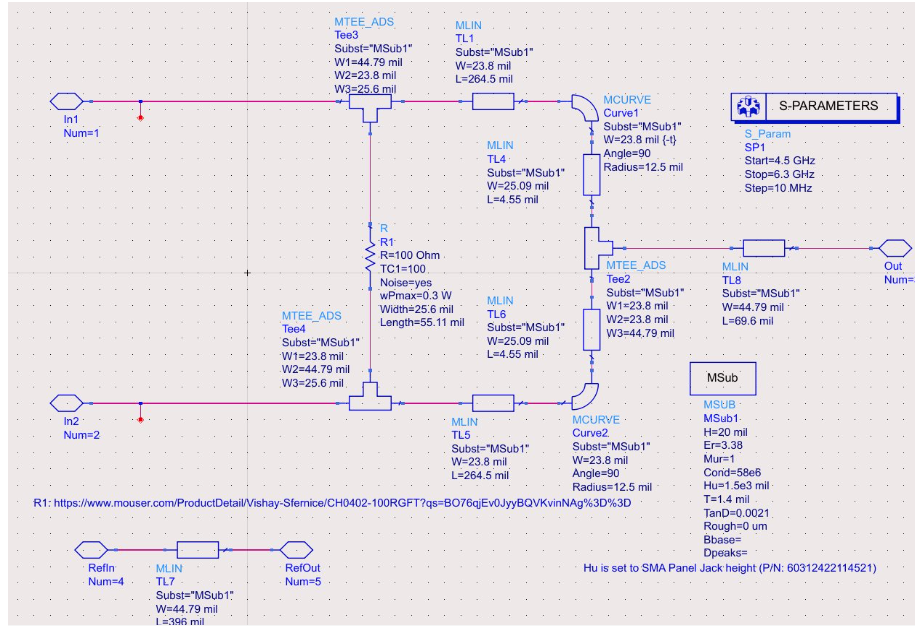 MTEE_ADS
Tee3
Subst="MSub1"
W1=44.79 mil
W2=23.8 mil
W3=25.6 mil
MLIN
TL1
Subst="MSub1"
W=23.8 mil
L=264.5 mil
In1
Num=1
MCURVE
Curve1
Subst="MSub1"
W=23.8 mil {-t}
Angle=90
Radius=12.5 mil
S-PARAMETERS
S_Param
SP1
Start=4.5 GHz
Stop=6.3 GHz
Step=10 MHz
MLIN
TL4
Subst="MSub1"
W=25.09 mil
L=4.55 mil
R
R1
R=100 Ohm
TC1=100
Noise=yes
wPmax=0.3 W
Width=25.6 mil
Length=55.11 mil
MTEE_ADS
Tee2
Subst="MSub1"
W1=23.8 mil
W2=23.8 mil
W3=44.79 mil
MLIN
TL8
Subst="MSub1"
W=44.79 mil
L=69.6 mil
Out
MLIN
TL6
Subst="MSub1"
W=25.09 mil
L=4.55 mil
MTEE_ADS
Tee4
Subst="MSub1"
W1=23.8 mil
W2=44.79 mil
W3=25.6 mil
In2
Num=2
MLIN
TL5
Subst="MSub1"
W=23.8 mil
L=264.5 mil
MCURVE
Curve2
Subst="MSub1"
W=23.8 mil
Angle=90
Radius=12.5 mil
MSub
MSUB
MSub1
H=20 mil
Er=3.38
Mur=1
Cond=58e6
Hu=1.5e3 mil
T=1.4 mil
TanD=0.0021
Rough=0 um
Bbase=
Dpeaks=
R1: https://www.mouser.com/ProductDetail/Vishay-Sfernice/CH0402-100RGFT?qs=BO76qjEv0JyyBQVKvinNAg%3D%3D
Hu is set to SMA Panel Jack height (P/N: 60312422114521)
RefIn
Num=4
MLIN
TL7
Subst="MSub1"
W=44.79 mil
L=396 mil
RefOut
Num=5